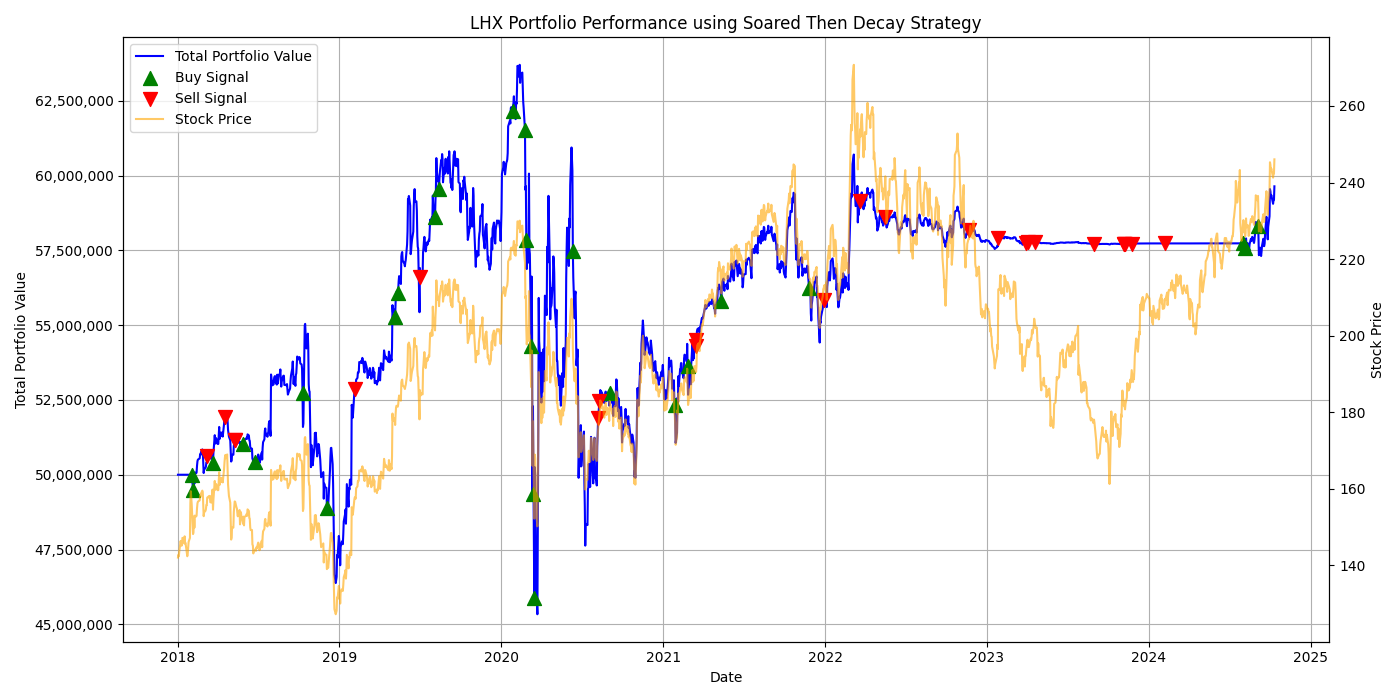 LHX Portfolio Performance using Soared Then Decay Strategy
Total Portfolio Value
Buy Signal
Sell Signal
Stock Price
62,500,000
60,000,000
57,500,000
55,000,000
52,500,000
50,000,000
47,500,000
45,000,000
Total Portfolio Value
260
240
220
200
180
160
140
Stock Price
2018
2019
2020
2021
2022
2023
2024
2025
Date